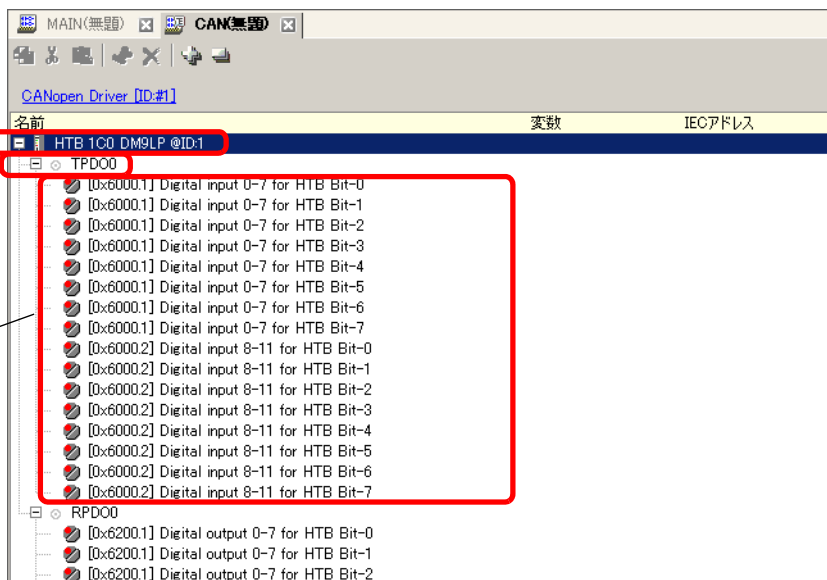 MAIN(無題) CAN(無題)
CANopen Driver [ID:#1]
名前 変数 IECアドレス
HTB 1C0 DM9LP @ID:1
TPDO0
[0x6000.1] Digital input 0-7 for HTB Bit-0
[0x6000.1] Digital input 0-7 for HTB Bit-1
[0x6000.1] Digital input 0-7 for HTB Bit-2
[0x6000.1] Digital input 0-7 for HTB Bit-3
[0x6000.1] Digital input 0-7 for HTB Bit-4
[0x6000.1] Digital input 0-7 for HTB Bit-5
[0x6000.1] Digital input 0-7 for HTB Bit-6
[0x6000.1] Digital input 0-7 for HTB Bit-7
[0x6000.2] Digital input 8-11 for HTB Bit-0
[0x6000.2] Digital input 8-11 for HTB Bit-1
[0x6000.2] Digital input 8-11 for HTB Bit-2
[0x6000.2] Digital input 8-11 for HTB Bit-3
[0x6000.2] Digital input 8-11 for HTB Bit-4
[0x6000.2] Digital input 8-11 for HTB Bit-5
[0x6000.2] Digital input 8-11 for HTB Bit-6
[0x6000.2] Digital input 8-11 for HTB Bit-7
RPDO0
[0x6200.1] Digital output 0-7 for HTB Bit-0
[0x6200.1] Digital output 0-7 for HTB Bit-1
[0x6200.1] Digital output 0-7 for HTB Bit-2